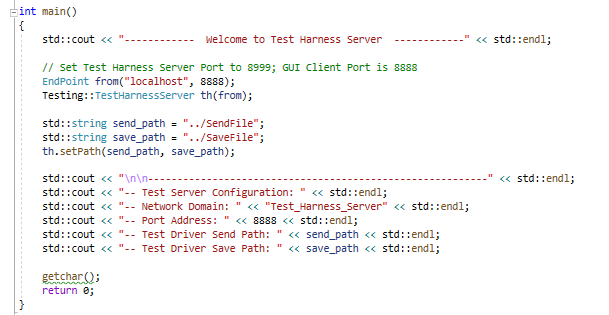 int main()
{
    std::cout << "------------  Welcome to Test Harness Server  ------------" << std::endl;

    // Set Test Harness Server Port to 8999; GUI Client Port is 8888
    EndPoint from("localhost", 8888);
    Testing::TestHarnessServer th(from);

    std::string send_path = "../SendFile";
    std::string save_path = "../SaveFile";
    th.setPath(send_path, save_path);

    std::cout << "\n\n----------------------------------------------------" << std::endl;
    std::cout << "-- Test Server Configuration: " << std::endl;
    std::cout << "-- Network Domain: " << "Test_Harness_Server" << std::endl;
    std::cout << "-- Port Address: " << 8888 << std::endl;
    std::cout << "-- Test Driver Send Path: " << send_path << std::endl;
    std::cout << "-- Test Driver Save Path: " << save_path << std::endl;

    getchar();
    return 0;
}